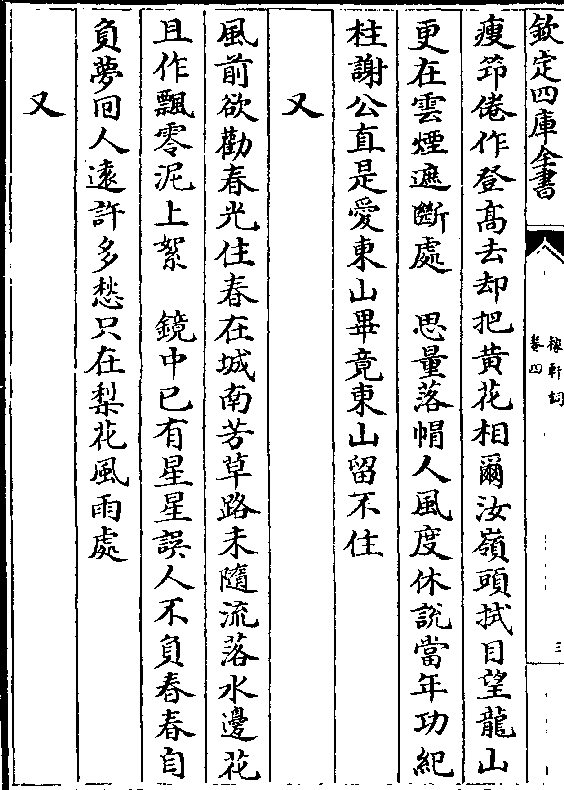 欽定四庫全書
稼軒詞
卷四
三
瘦筇倦作登高去却把黄花相爾汝嶺頭拭目望龍山
更在雲煙遮斷處　思量落帽人風度休說當年功紀
柱謝公直是愛東山畢竟東山留不住
又
風前欲勸春光住春在城南芳草路未隨流落水邊花
且作飄零泥上絮　鏡中已有星星誤人不負春春自
負夢回人遠許多愁只在梨花風雨處
又